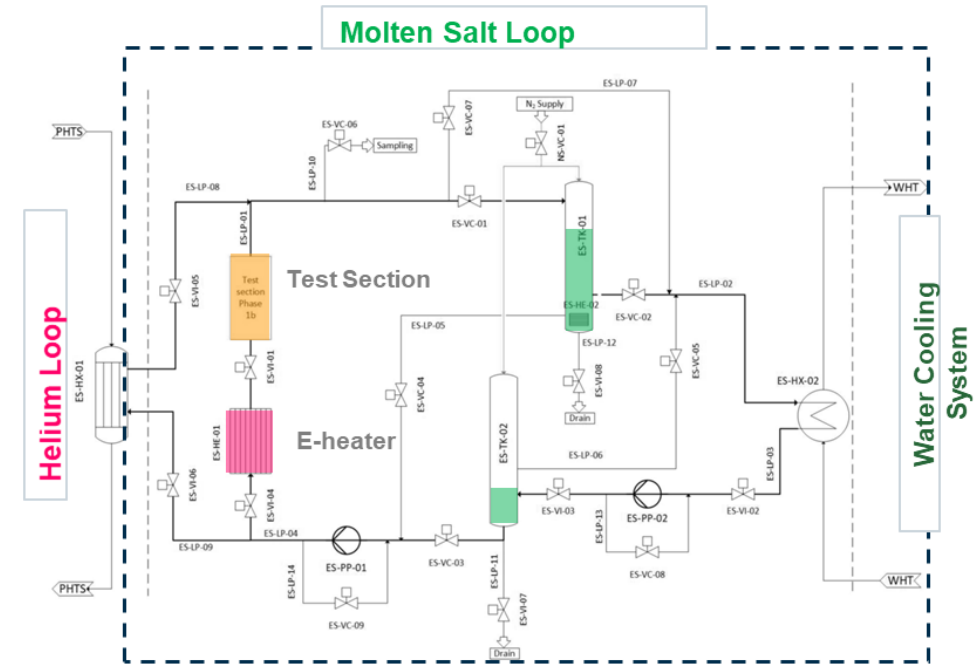 Molten Salt Loop
ES-LP-07
N₂ Supply
ES-VC-07
ES-VC-06
NS-VC-01
PHTS
Sampling
ES-LP-10
ES-LP-08
WHT
ES-LP-01
ES-VC-01
ES-TK-01
Test Section
Test
section
Phase
1b
ES-VI-05
ES-LP-02
ES-HE-02
ES-VC-02
ES-LP-05
ES-LP-12
Helium Loop
ES-HX-01
ES-VI-01
ES-VC-04
ES-VI-08
ES-VC-05
ES-HX-02
Water Cooling
System
Drain
ES-HE-01
E-heater
ES-TK-02
ES-LP-06
ES-LP-03
ES-VI-06
ES-VI-04
ES-VI-03
ES-PP-02
ES-VI-02
ES-LP-13
ES-LP-09
ES-LP-04
ES-PP-01
ES-VC-03
ES-LP-11
ES-VC-08
ES-LP-14
PHTS
WHT
ES-VC-09
ES-VI-07
Drain